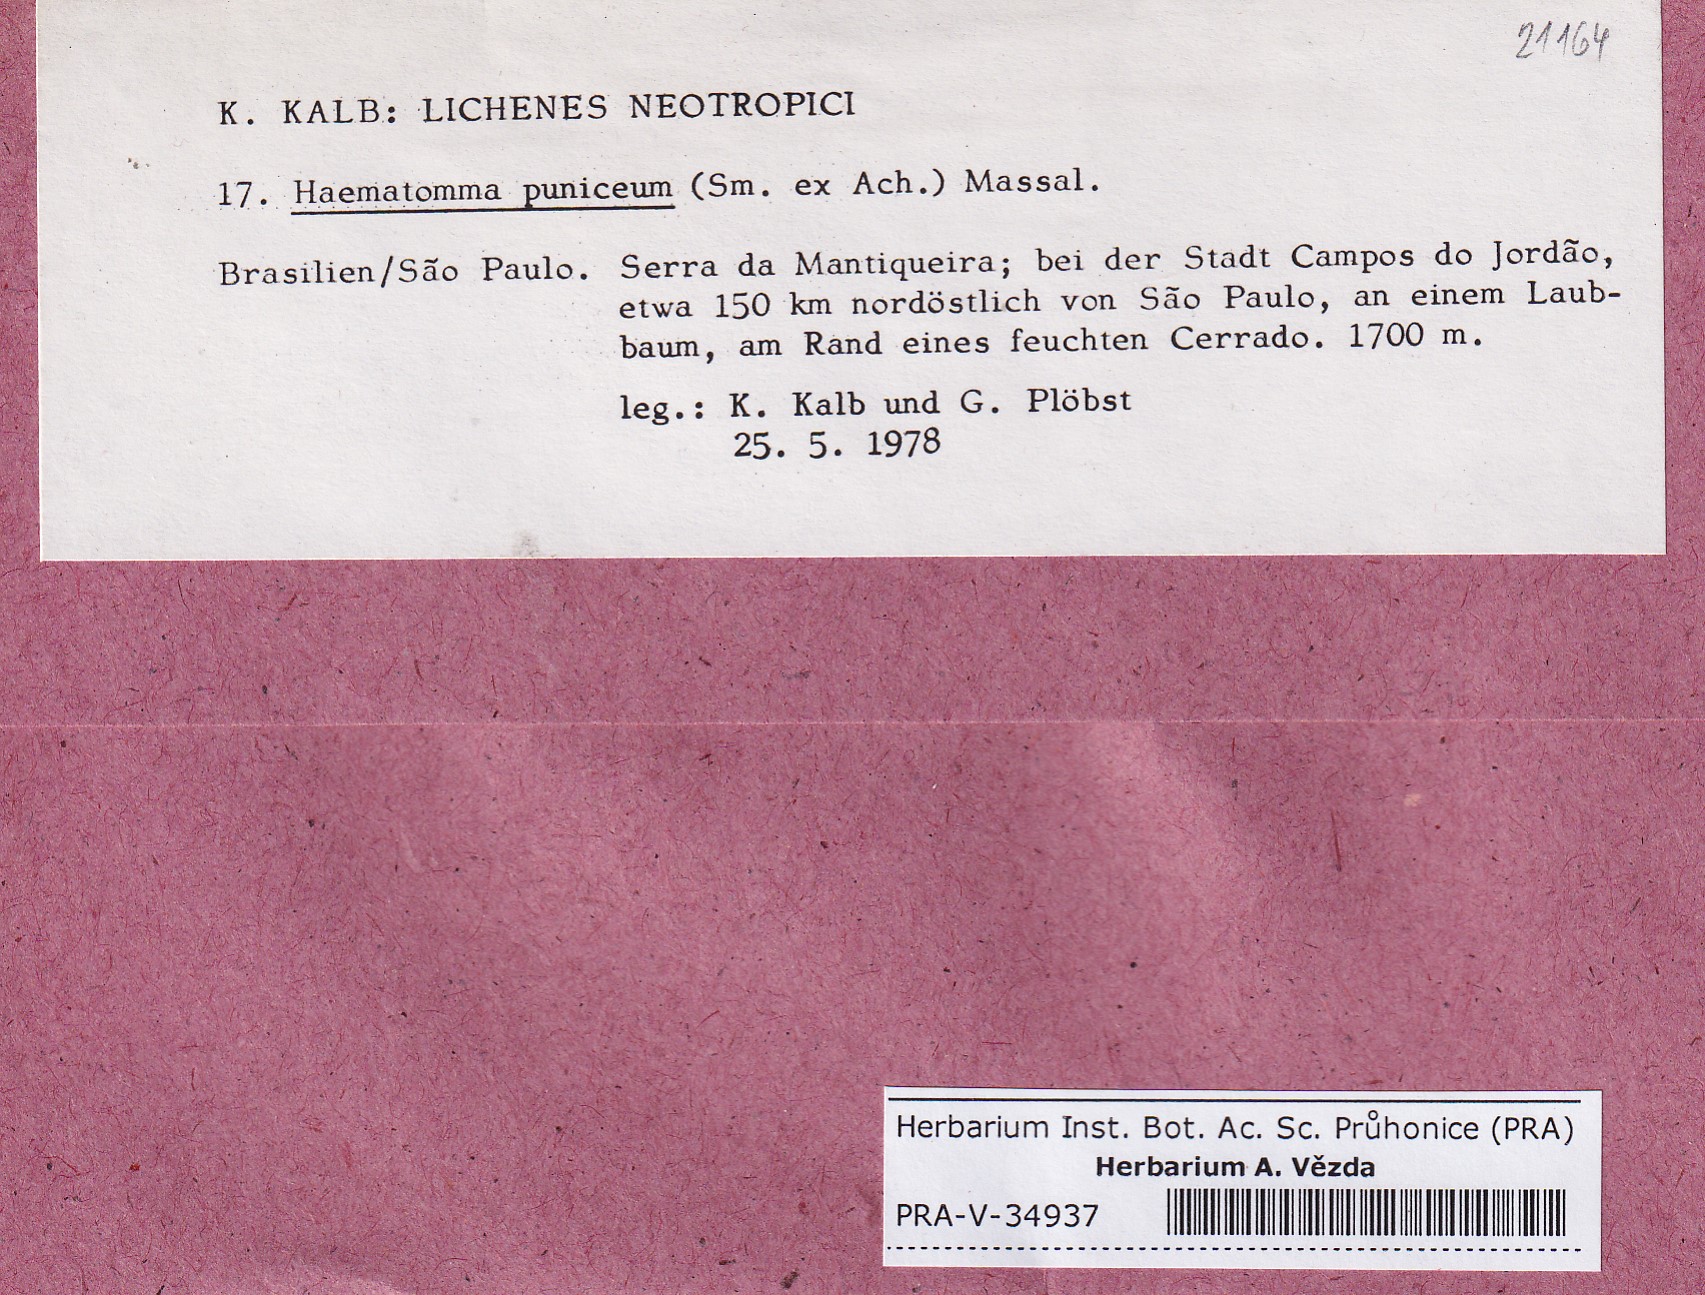 21164
K. KALB: LICHENES NEOTROPICI
17. Haematomma puniceum (Sm. ex Ach.) Massal.
Brasilien/São Paulo. Serra da Mantiqueira; bei der Stadt Campos do Jordão,
etwa 150 km nordöstlich von São Paulo, an einem Laub-
baum, am Rand eines feuchten Cerrado. 1700 m.
leg.: K. Kalb und G. Plöbst
25. 5. 1978
Herbarium Inst. Bot. Ac. Sc. Průhonice (PRA)
Herbarium A. Vězda
PRA-V-34937